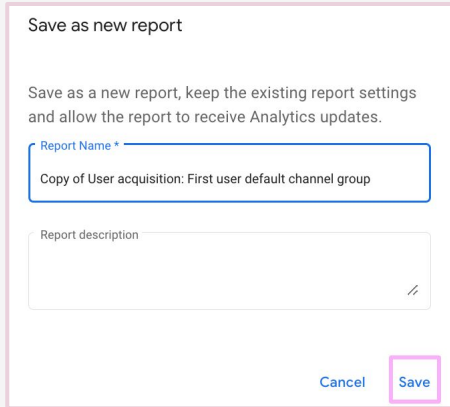 Save as new report
Save as a new report, keep the existing report settings
and allow the report to receive Analytics updates.
Report Name *
Copy of User acquisition: First user default channel group
Report description
Cancel Save